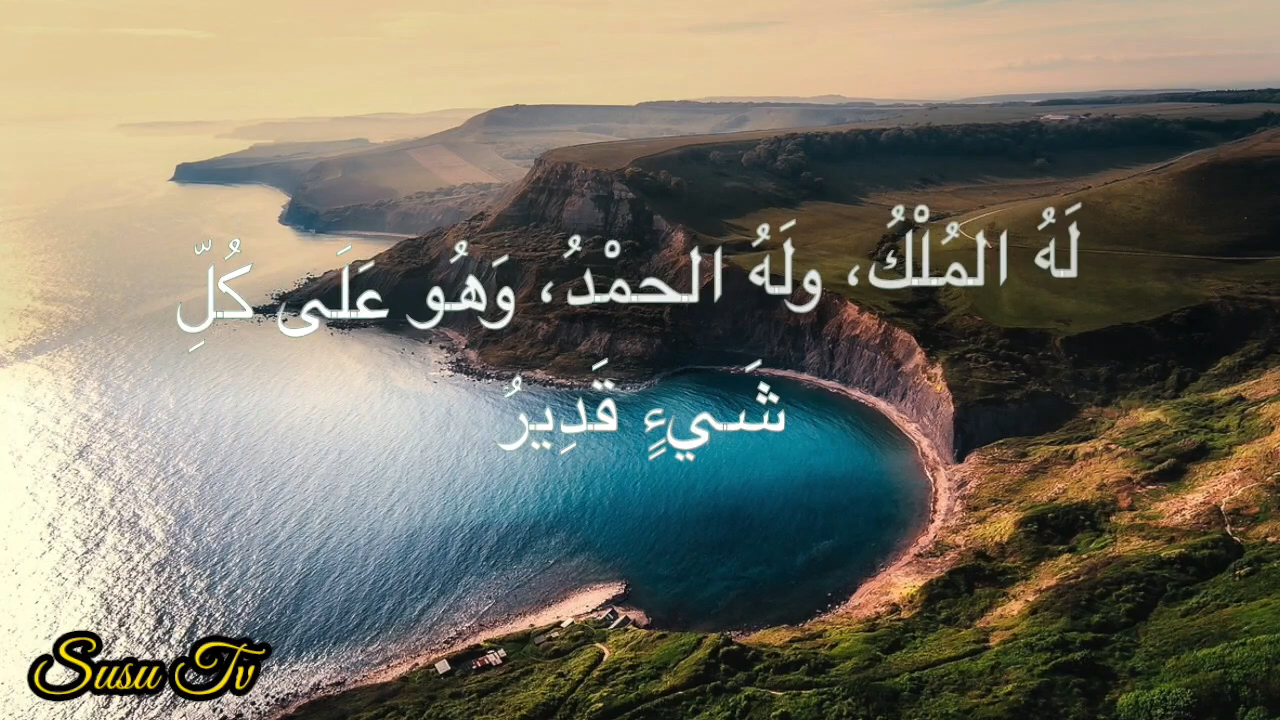 لَهُ المُلْكُ، ولَهُ الحمْدُ، وَهُو عَلَى كُلِّ
شَيءٍ قَدِيرُ
Susu Tv